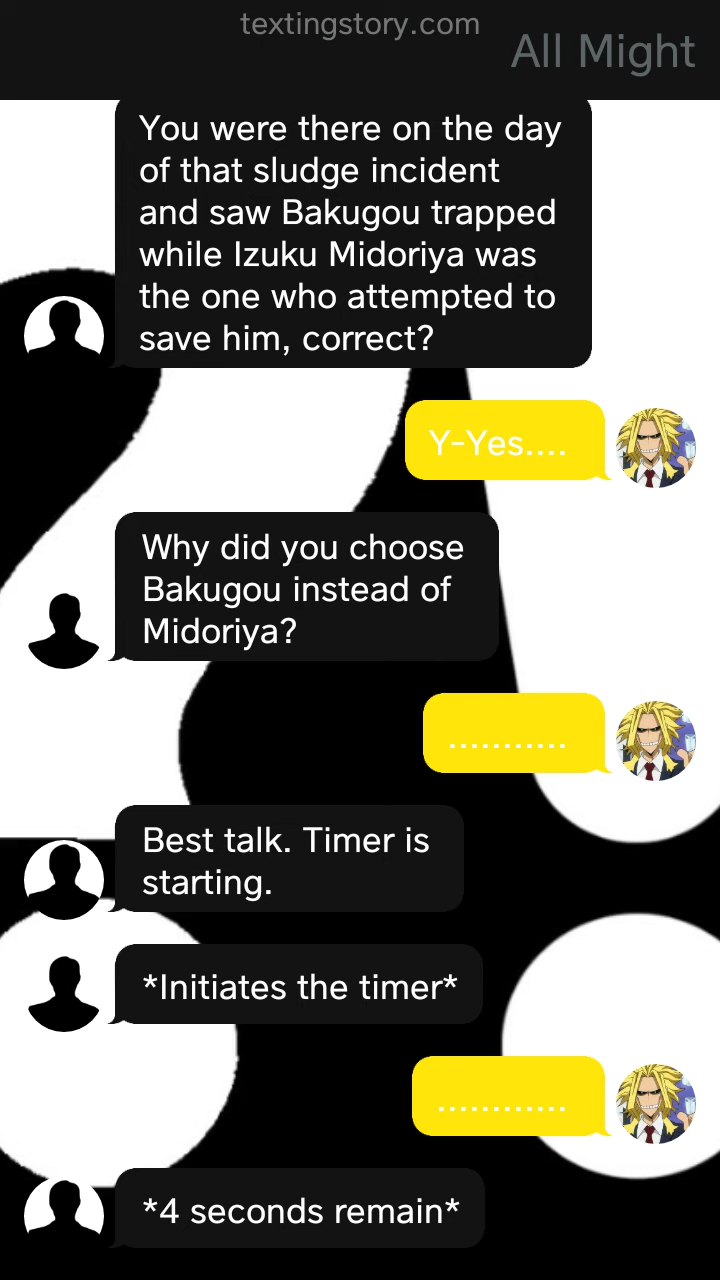 textingstory.com
All Might
You were there on the day
of that sludge incident
and saw Bakugou trapped
while Izuku Midoriya was
the one who attempted to
save him, correct?
Y-Yes....
Why did you choose
Bakugou instead of
Midoriya?
...........
Best talk. Timer is
starting.
*Initiates the timer*
............
*4 seconds remain*